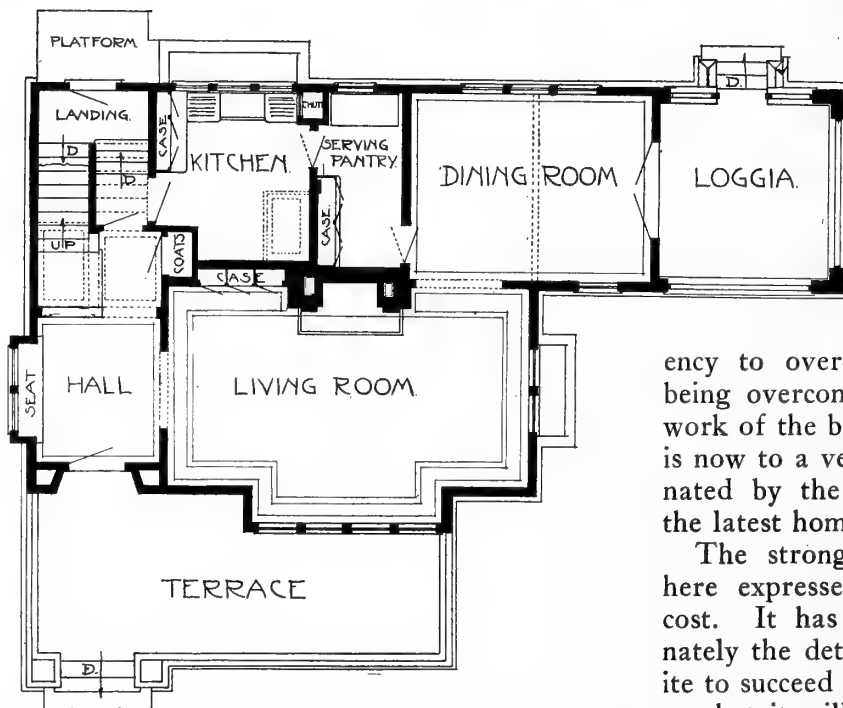 PLATFORM
LANDING.
D
D
UP
CASE
KITCHEN.
CHUTE
SERVING
PANTRY.
CASE.
COATS
CASE
DINING ROOM
D.
LOGGIA.
SEAT
HALL
LIVING ROOM
TERRACE
D.
ency to over-
being overcon
work of the b
is now to a ve
nated by the
the latest hom
The strong
here expresse
cost. It has
nately the det
ite to succeed